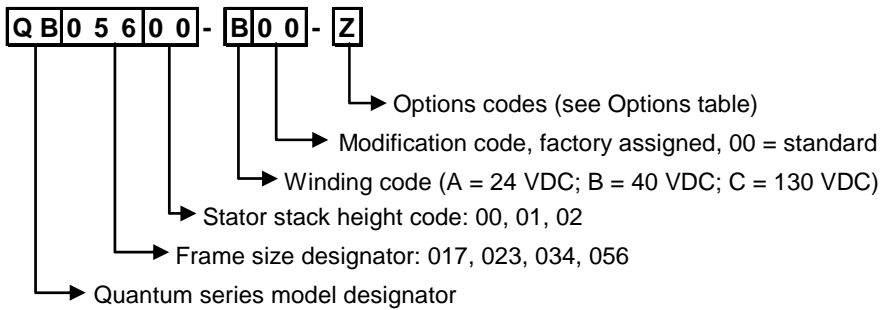 QB05600-B00-Z
Options codes (see Options table)
Modification code, factory assigned, 00 = standard
Winding code (A = 24 VDC; B = 40 VDC; C = 130 VDC)
Stator stack height code: 00, 01, 02
Frame size designator: 017, 023, 034, 056
Quantum series model designator